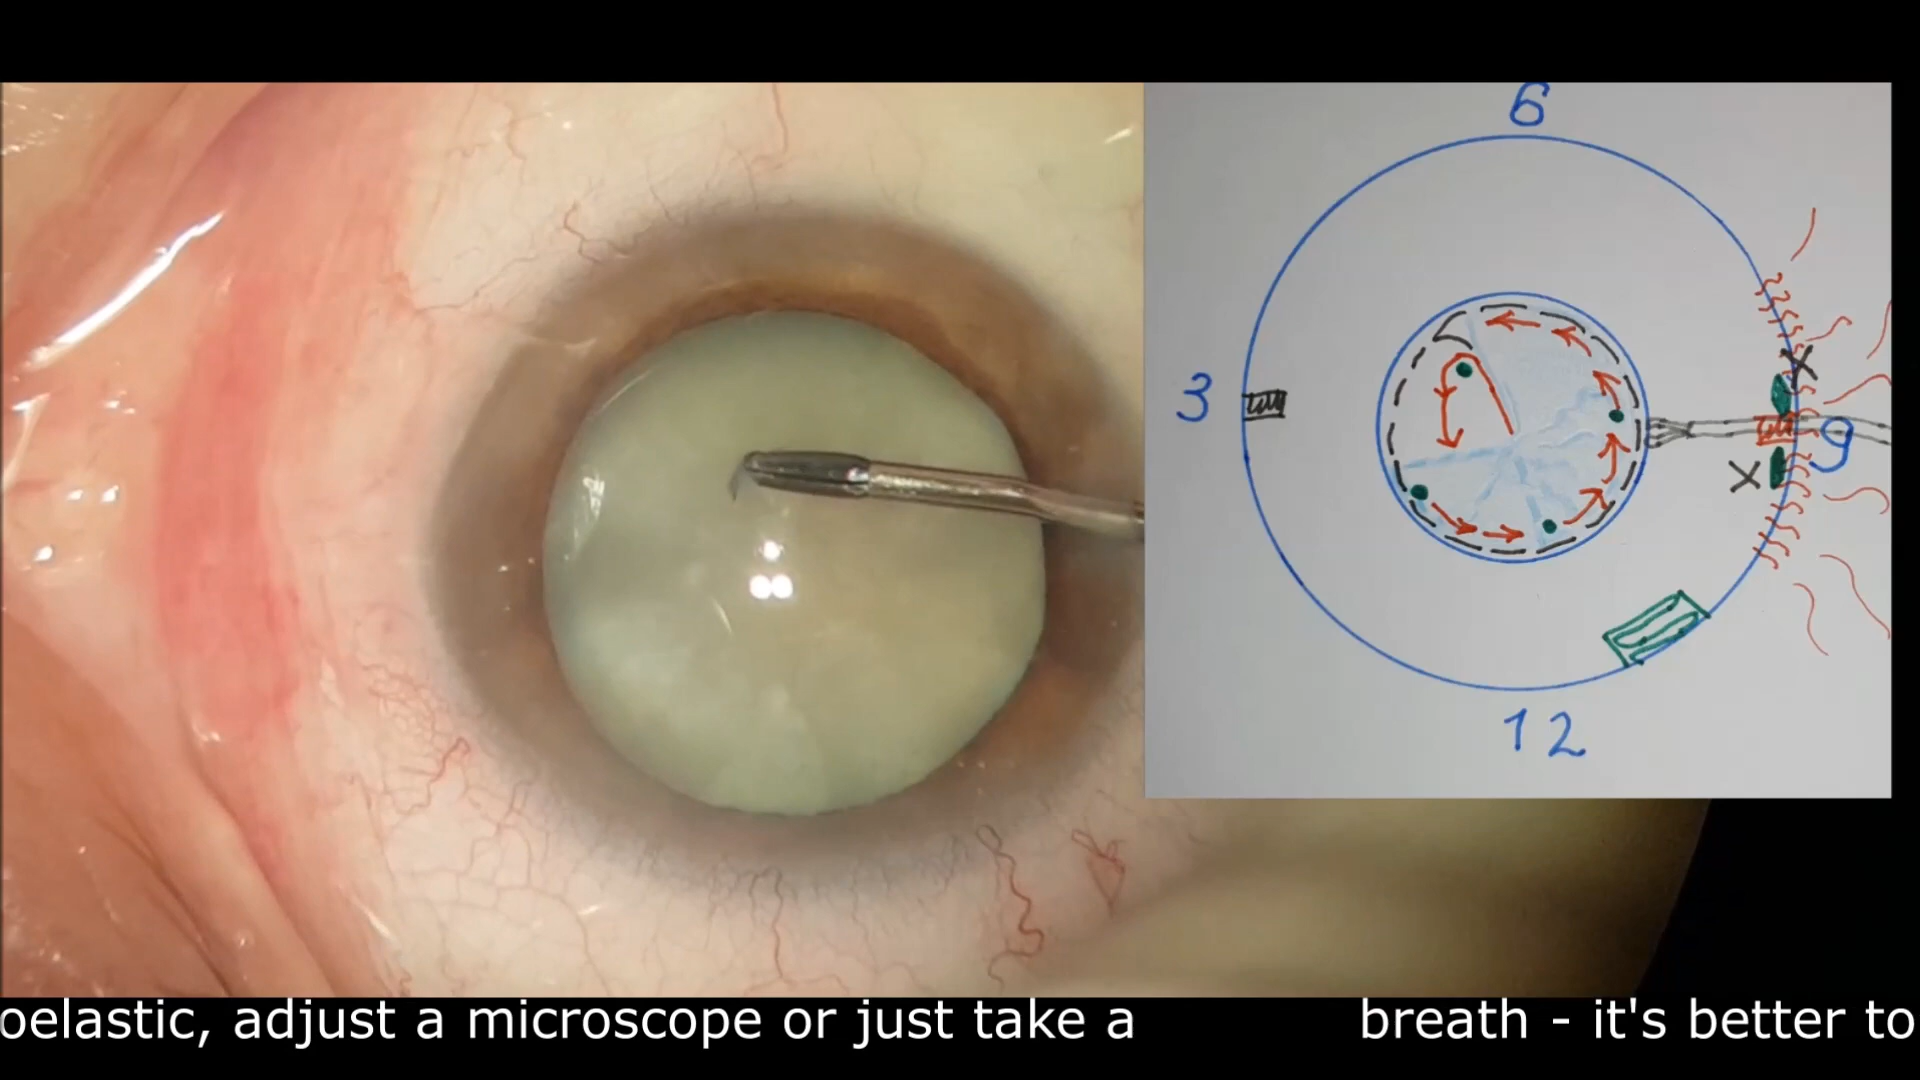 6
3
9
12
oelastic, adjust a microscope or just take a breath - it's better to